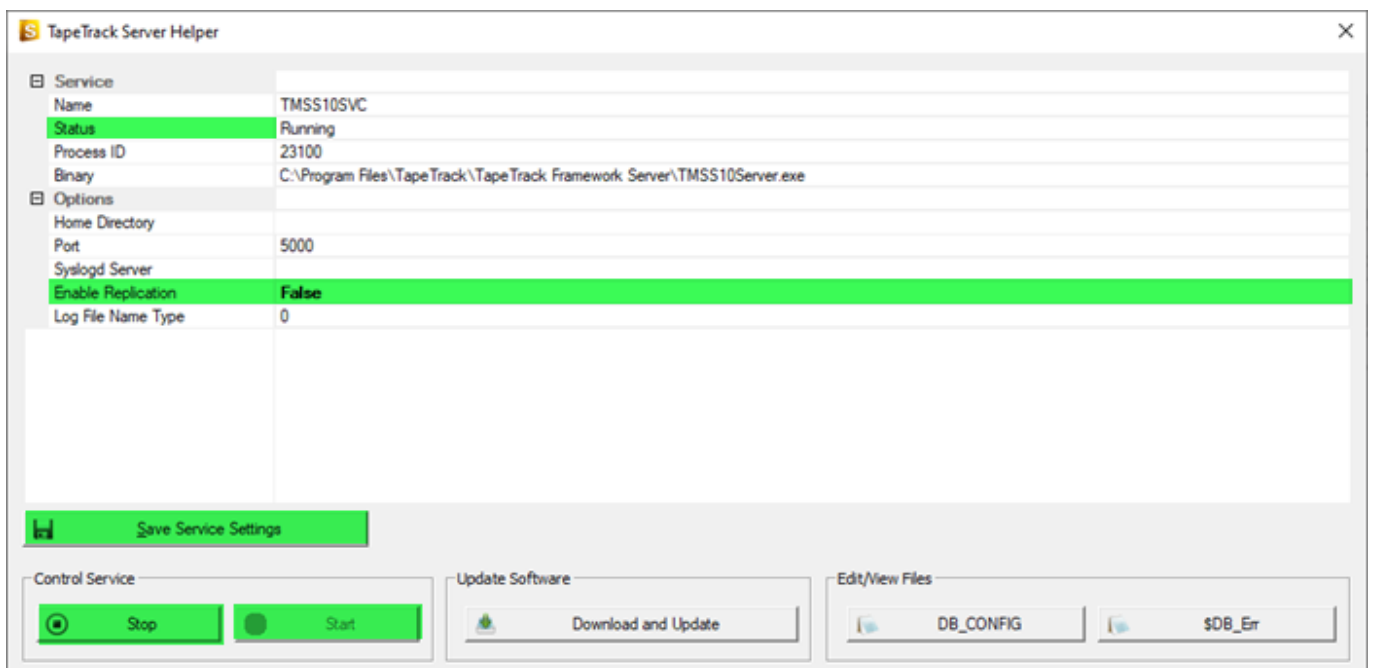 TapeTrack Server Helper
Service
Name TMSS10SVC
Status Running
Process ID 23100
Binary C:\Program Files\TapeTrack\TapeTrack Framework Server\TMSS10Server.exe
Options
Home Directory
Port 5000
Syslogd Server
Enable Replication False
Log File Name Type 0
Save Service Settings
Control Service Update Software Edit/View Files
Stop Start Download and Update DB_CONFIG $DB_Err